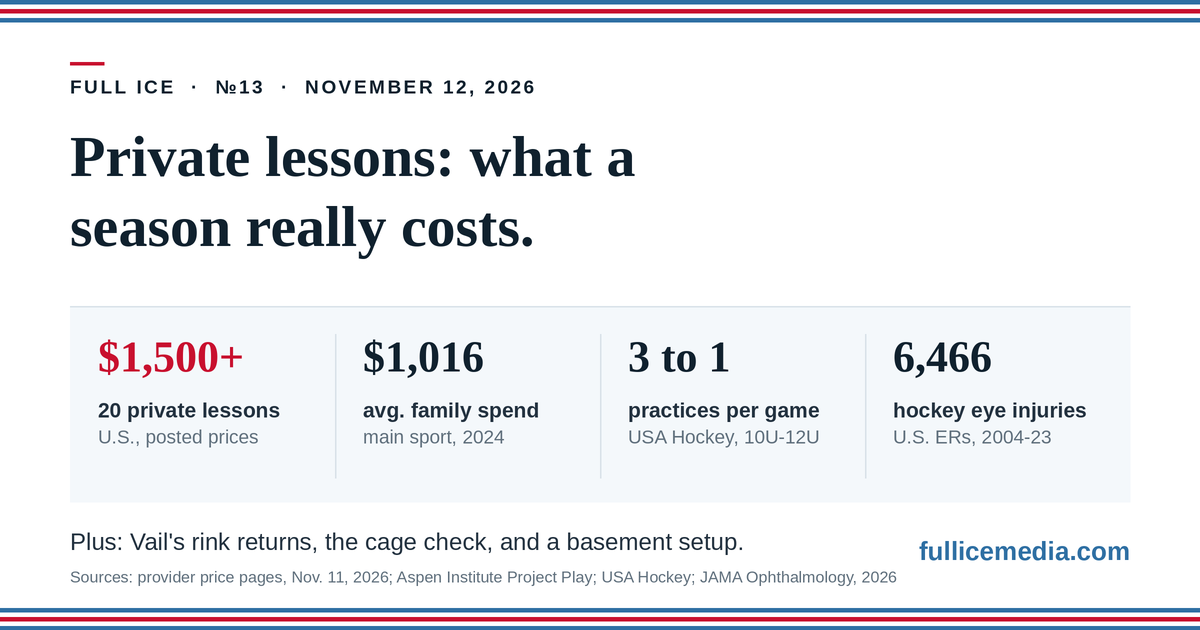 FULL ICE · №13 · NOVEMBER 12, 2026
Private lessons: what a
season really costs.
$1,500+
20 private lessons
U.S., posted prices
$1,016
avg. family spend
main sport, 2024
3 to 1
practices per game
USA Hockey, 10U-12U
6,466
hockey eye injuries
U.S. ERs, 2004-23
Plus: Vail's rink returns, the cage check, and a basement setup.
fullicemedia.com
Sources: provider price pages, Nov. 11, 2026; Aspen Institute Project Play; USA Hockey; JAMA Ophthalmology, 2026